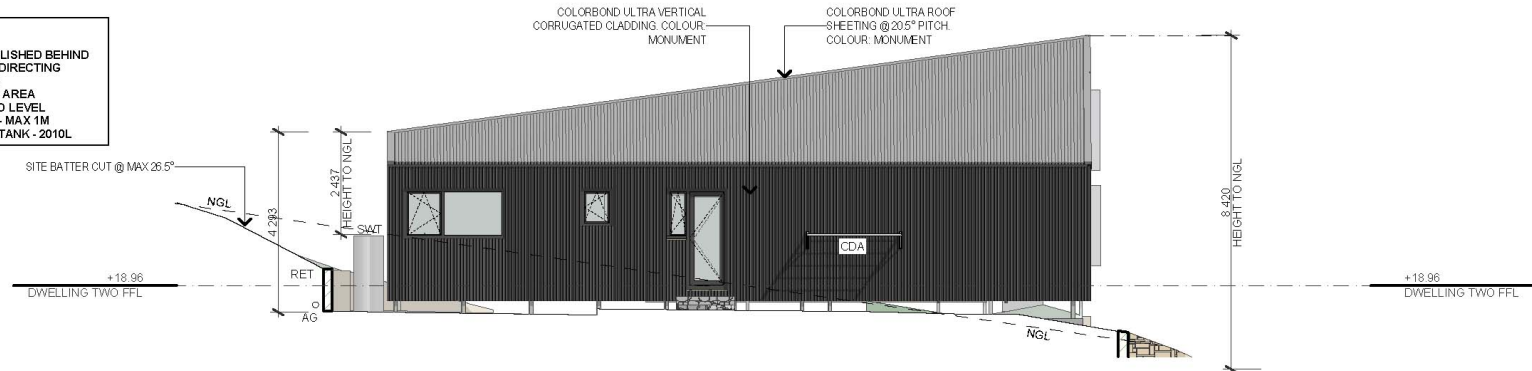 LISHED BEHIND
DIRECTING
AREA
D LEVEL
- MAX 1M
TANK - 2010L
COLORBOND ULTRA VERTICAL
CORRUGATED CLADDING. COLOUR:
MONUMENT
COLORBOND ULTRA ROOF
SHEETING @ 20.5° PITCH.
COLOUR: MONUMENT
SITE BATTER CUT @ MAX 26.5°
NGL
4 293
2 437
HEIGHT TO NGL
SWT
RET
AG
+18.96
DWELLING TWO FFL
CDA
NGL
8 420
HEIGHT TO NGL
+18.96
DWELLING TWO FFL